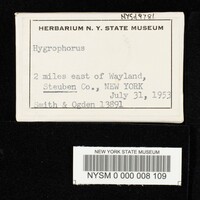 NYSf4781
HERBARIUM N. Y. STATE MUSEUM
Hygrophorus
2 miles east of Wayland,
Steuben Co., NEW YORK
July 31, 1953
Smith & Ogden 13891
NEW YORK STATE MUSEUM
NYSM 0 000 008 109